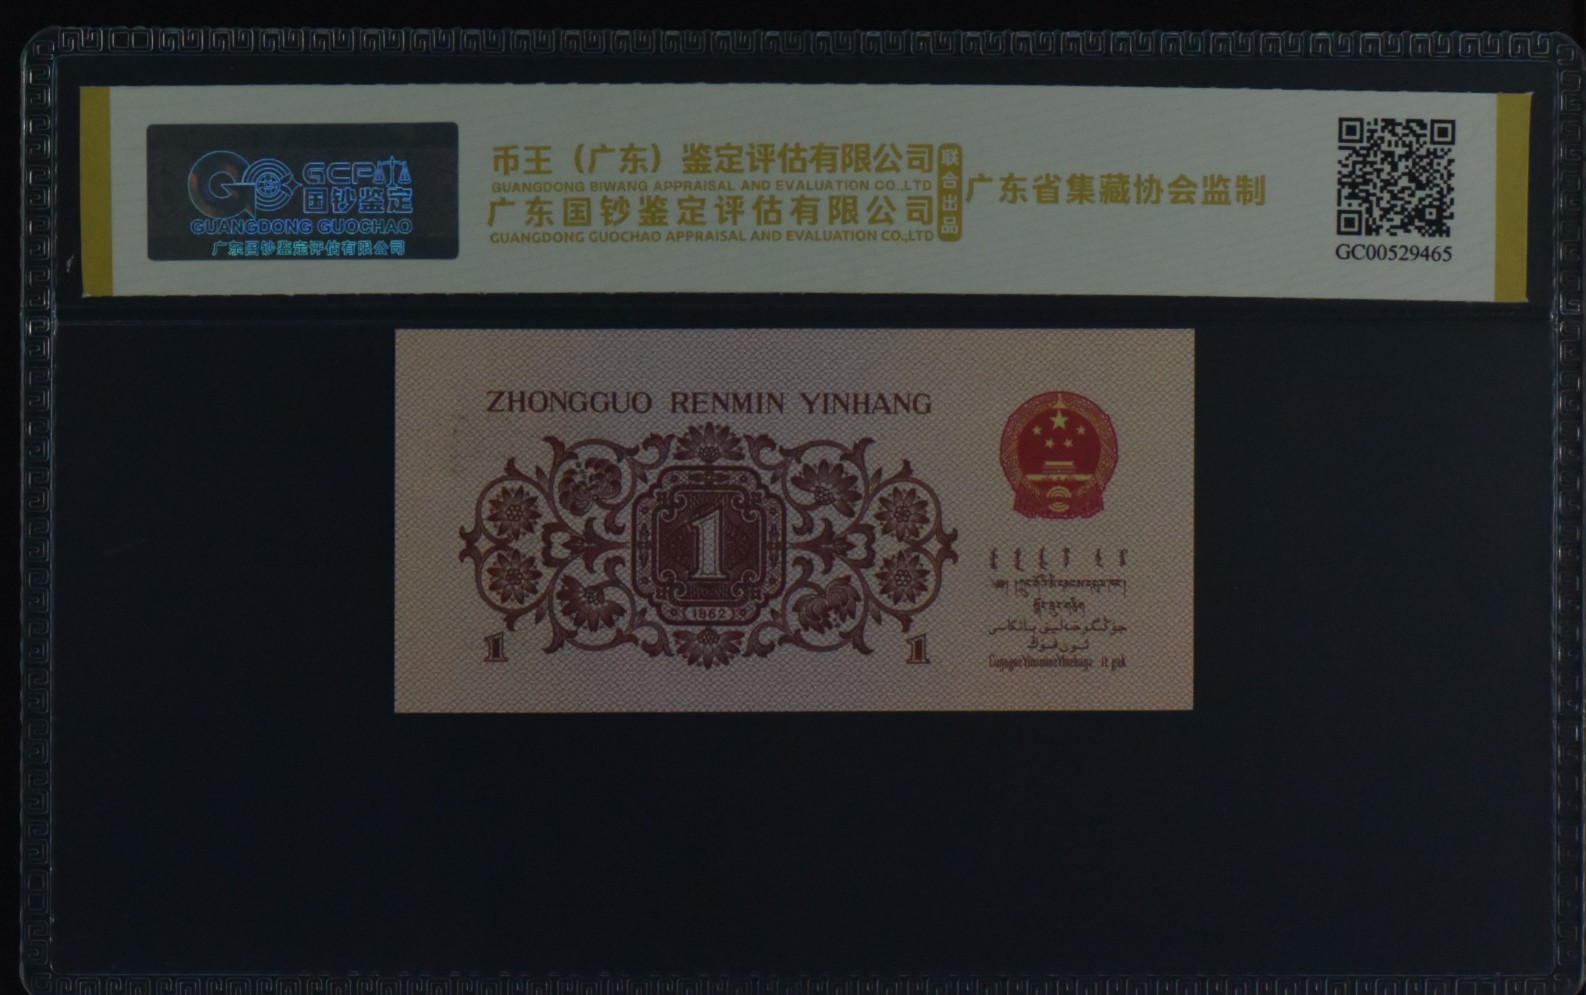 GCPA
国钞鉴定
GUANGDONG GUOCHAO
广东国钞鉴定评估有限公司
币王（广东）鉴定评估有限公司
GUANGDONG BIWANG APPRAISAL AND EVALUATION CO.,LTD
广东国钞鉴定评估有限公司
GUANGDONG GUOCHAO APPRAISAL AND EVALUATION CO.,LTD
联合出品
广东省集藏协会监制
GC00529465
ZHONGGUO RENMIN YINHANG
1
1962
1
1
جۇڭگو خەلىق بانكىسى